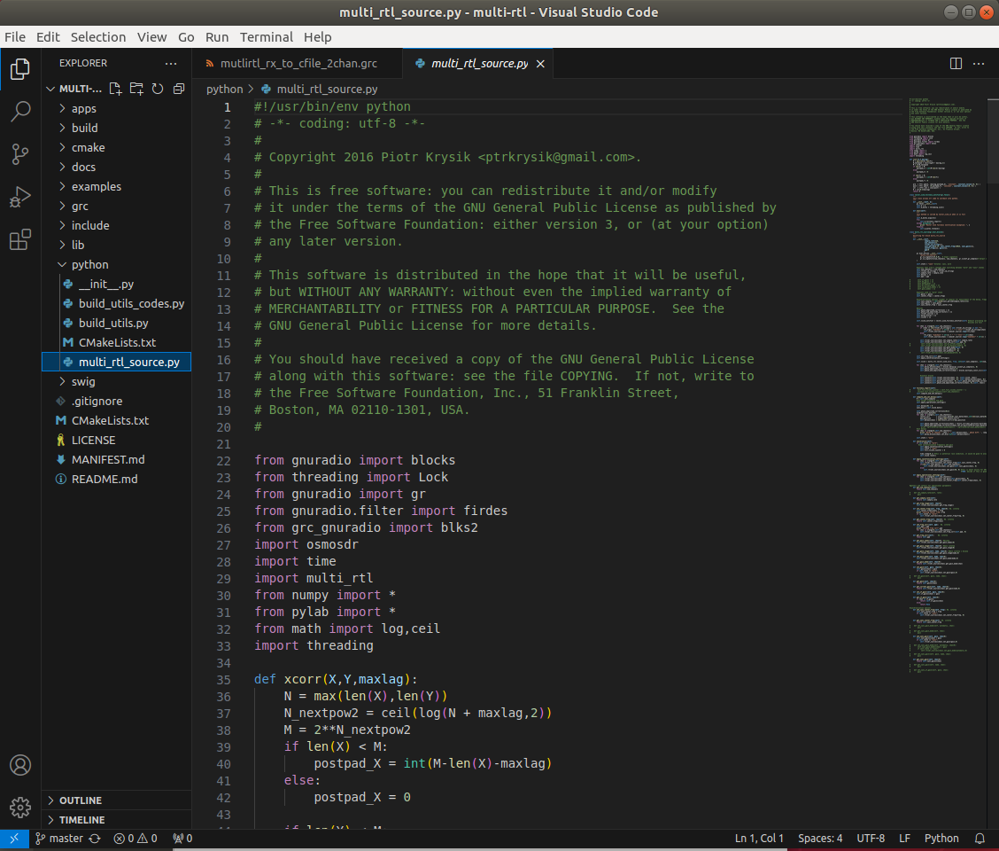 multi_rtl_source.py - multi-rtl - Visual Studio Code
File Edit Selection View Go Run Terminal Help
EXPLORER
MULTI-...
apps
build
cmake
docs
examples
grc
include
lib
python
__init__.py
build_utils_codes.py
build_utils.py
CMakeLists.txt
multi_rtl_source.py
swig
.gitignore
CMakeLists.txt
LICENSE
MANIFEST.md
README.md
OUTLINE
TIMELINE
mutlirtl_rx_to_cfile_2chan.grc
multi_rtl_source.py
python > multi_rtl_source.py
1 #!/usr/bin/env python
2 # -*- coding: utf-8 -*-
3 #
4 # Copyright 2016 Piotr Krysik <ptrkrysik@gmail.com>.
5 #
6 # This is free software: you can redistribute it and/or modify
7 # it under the terms of the GNU General Public License as published by
8 # the Free Software Foundation: either version 3, or (at your option)
9 # any later version.
10 #
11 # This software is distributed in the hope that it will be useful,
12 # but WITHOUT ANY WARRANTY: without even the implied warranty of
13 # MERCHANTABILITY or FITNESS FOR A PARTICULAR PURPOSE.  See the
14 # GNU General Public License for more details.
15 #
16 # You should have received a copy of the GNU General Public License
17 # along with this software: see the file COPYING.  If not, write to
18 # the Free Software Foundation, Inc., 51 Franklin Street,
19 # Boston, MA 02110-1301, USA.
20 #
21
22 from gnuradio import blocks
23 from threading import Lock
24 from gnuradio import gr
25 from gnuradio.filter import firdes
26 from grc_gnuradio import blks2
27 import osmosdr
28 import time
29 import multi_rtl
30 from numpy import *
31 from pylab import *
32 from math import log,ceil
33 import threading
34
35 def xcorr(X,Y,maxlag):
36     N = max(len(X),len(Y))
37     N_nextpow2 = ceil(log(N + maxlag,2))
38     M = 2**N_nextpow2
39     if len(X) < M:
40         postpad_X = int(M-len(X)-maxlag)
41     else:
42         postpad_X = 0
43
44     if len(Y) < M:
master 0 0 0 Ln 1, Col 1 Spaces: 4 UTF-8 LF Python